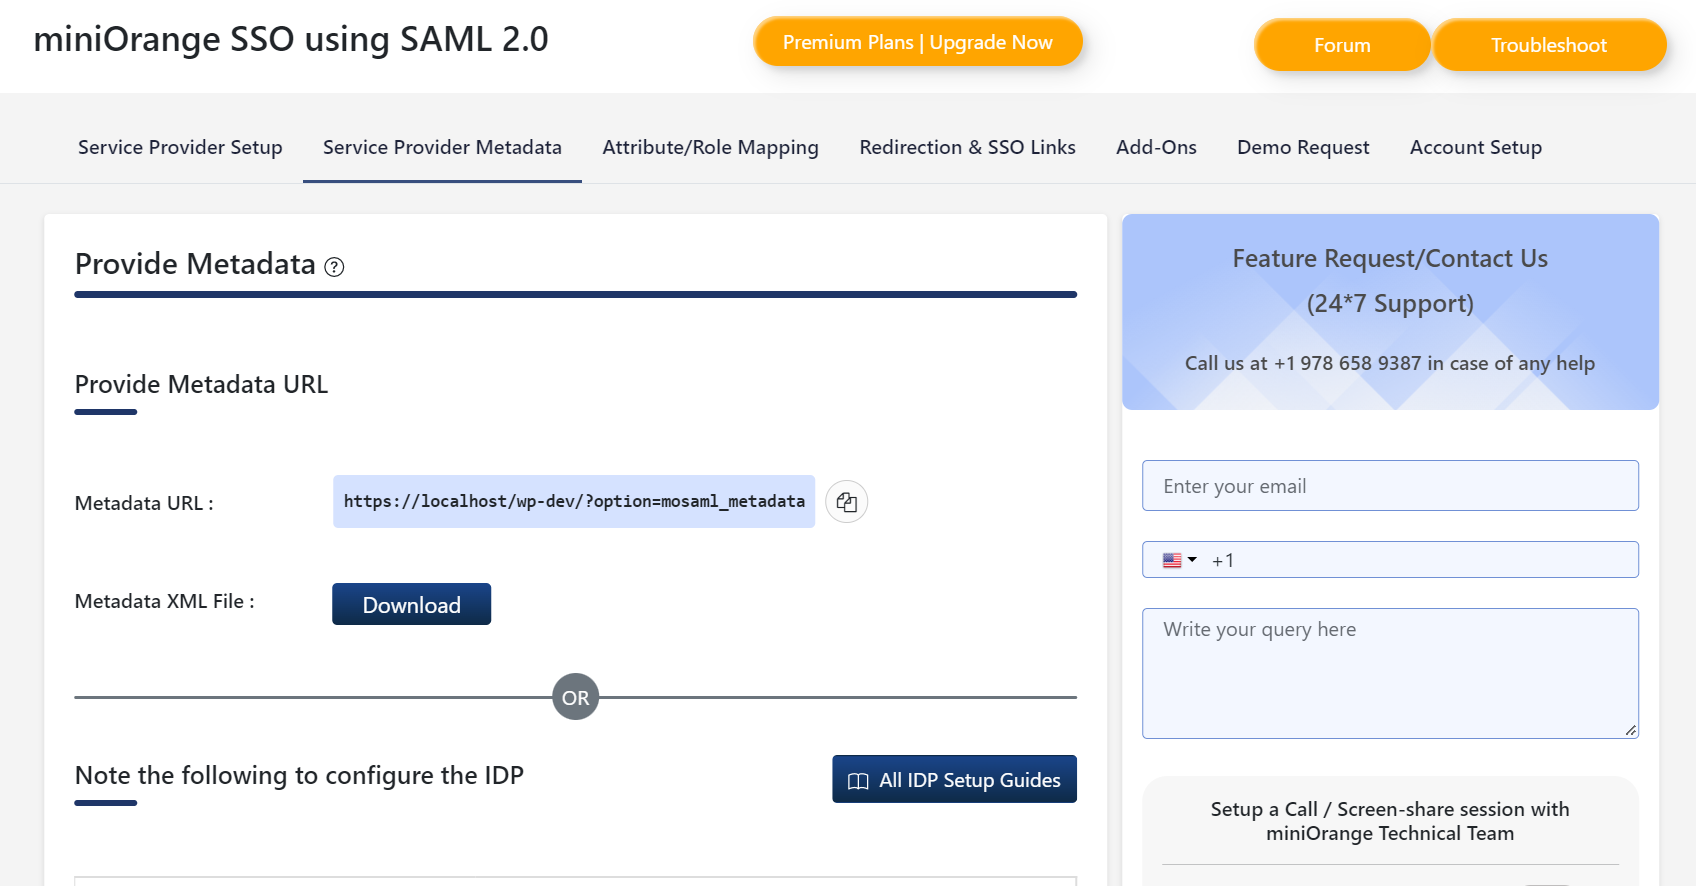 miniOrange SSO using SAML 2.0
Premium Plans | Upgrade Now
Forum
Troubleshoot
Service Provider Setup
Service Provider Metadata
Attribute/Role Mapping
Redirection & SSO Links
Add-Ons
Demo Request
Account Setup
Provide Metadata ?
Provide Metadata URL
Metadata URL :
https://localhost/wp-dev/?option=mosaml_metadata
Metadata XML File :
Download
OR
Note the following to configure the IDP
All IDP Setup Guides
Feature Request/Contact Us
(24*7 Support)
Call us at +1 978 658 9387 in case of any help
Enter your email
+1
Write your query here
Setup a Call / Screen-share session with
miniOrange Technical Team